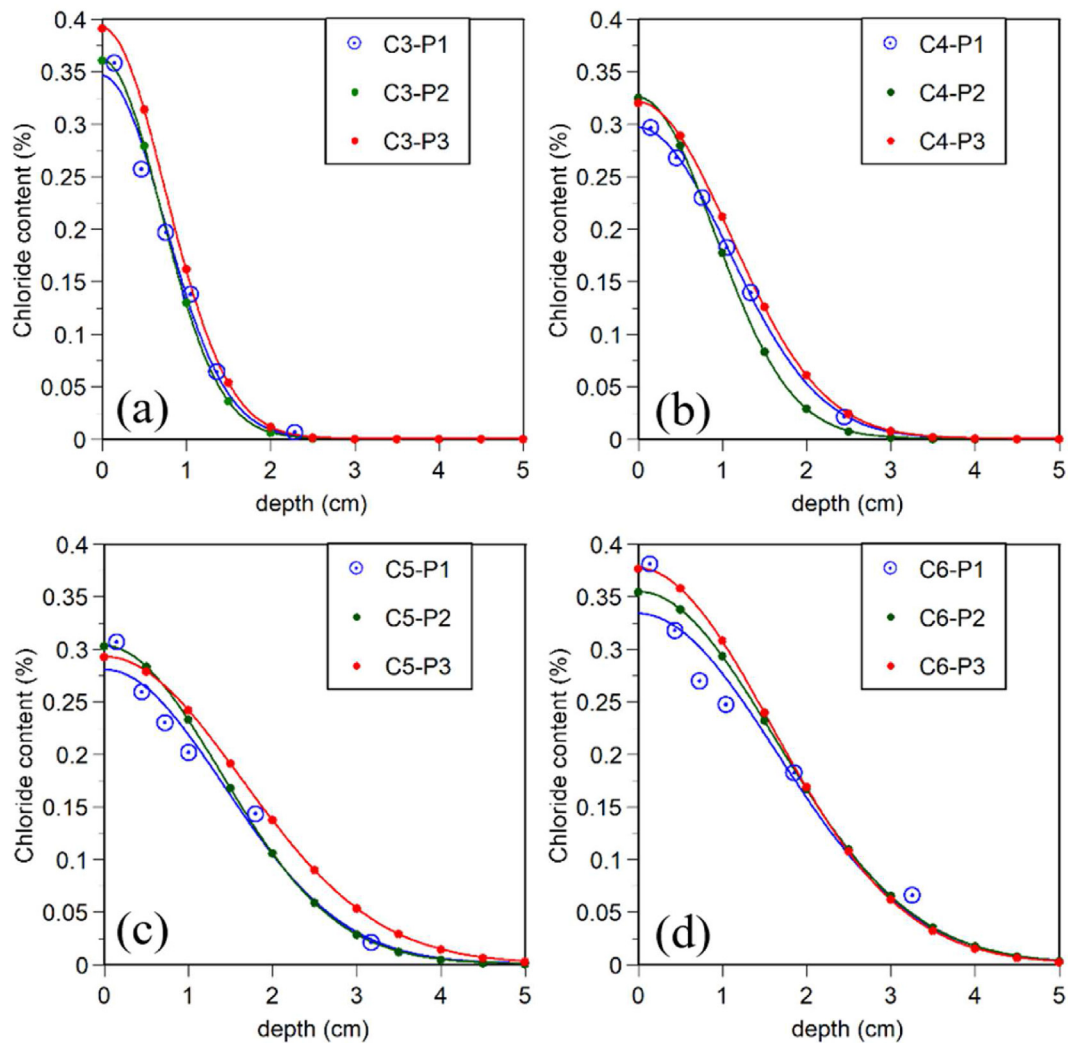 0.4
0.35
0.3
0.25
0.2
0.15
0.1
0.05
0
Chloride content (%)
C3-P1
C3-P2
C3-P3
(a)
0 1 2 3 4 5
depth (cm)
0.4
0.35
0.3
0.25
0.2
0.15
0.1
0.05
0
Chloride content (%)
C4-P1
C4-P2
C4-P3
(b)
0 1 2 3 4 5
depth (cm)
0.4
0.35
0.3
0.25
0.2
0.15
0.1
0.05
0
Chloride content (%)
C5-P1
C5-P2
C5-P3
(c)
0 1 2 3 4 5
depth (cm)
0.4
0.35
0.3
0.25
0.2
0.15
0.1
0.05
0
Chloride content (%)
C6-P1
C6-P2
C6-P3
(d)
0 1 2 3 4 5
depth (cm)